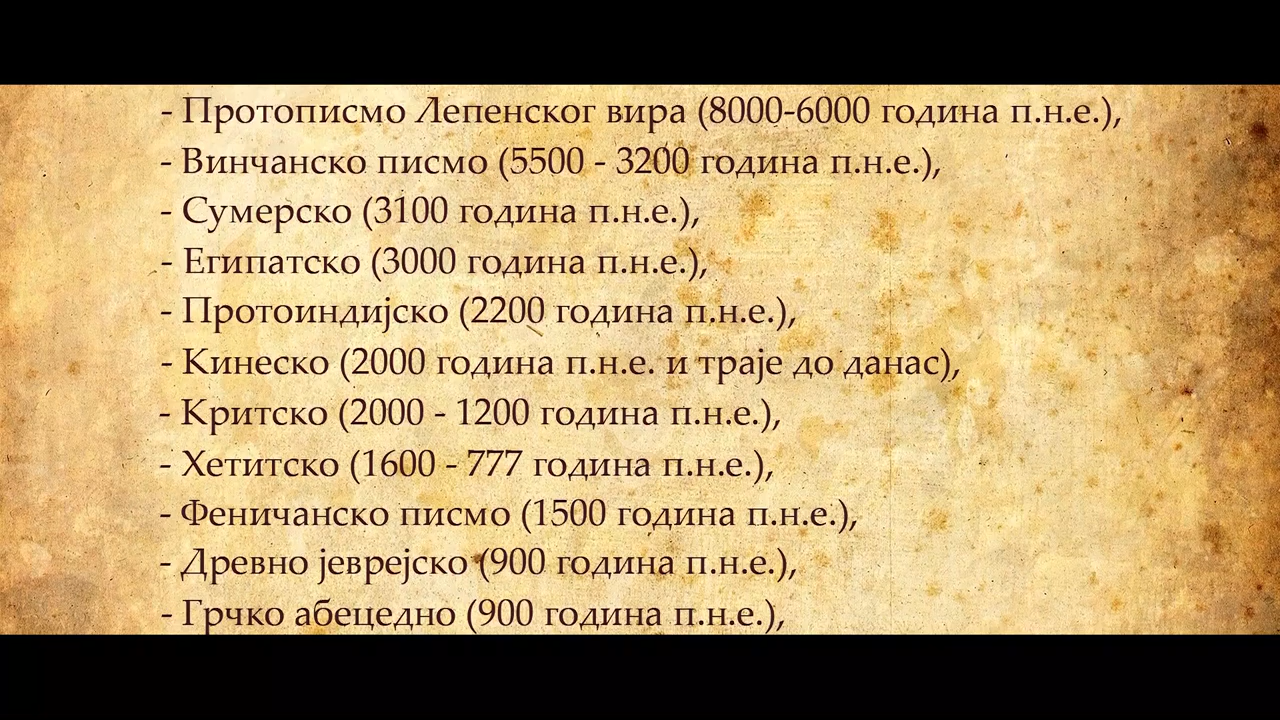 - Протописмо Лепенског вира (8000-6000 година п.н.е.),
- Винчанско писмо (5500 - 3200 година п.н.е.),
- Сумерско (3100 година п.н.е.),
- Египатско (3000 година п.н.е.),
- Протоиндијско (2200 година п.н.е.),
- Кинеско (2000 година п.н.е. и траје до данас),
- Критско (2000 - 1200 година п.н.е.),
- Хетитско (1600 - 777 година п.н.е.),
- Феничанско писмо (1500 година п.н.е.),
- Древно јеврејско (900 година п.н.е.),
- Грчко абецедно (900 година п.н.е.),